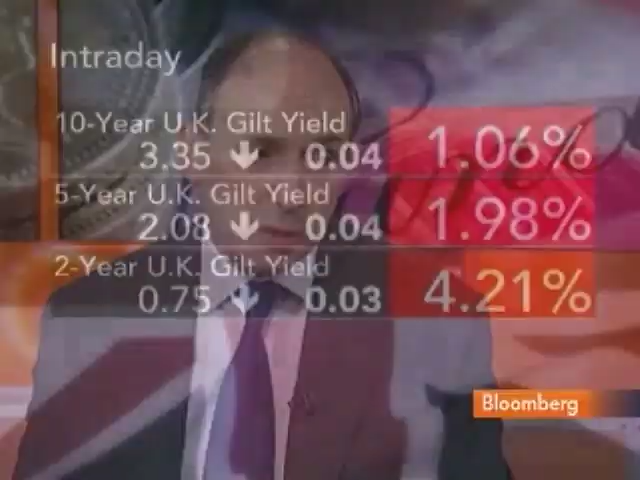 Intraday
10-Year U.K. Gilt Yield
3.35 ↓ 0.04 1.06%
5-Year U.K. Gilt Yield
2.08 ↓ 0.04 1.98%
2-Year U.K. Gilt Yield
0.75 ↓ 0.03 4.21%
Bloomberg